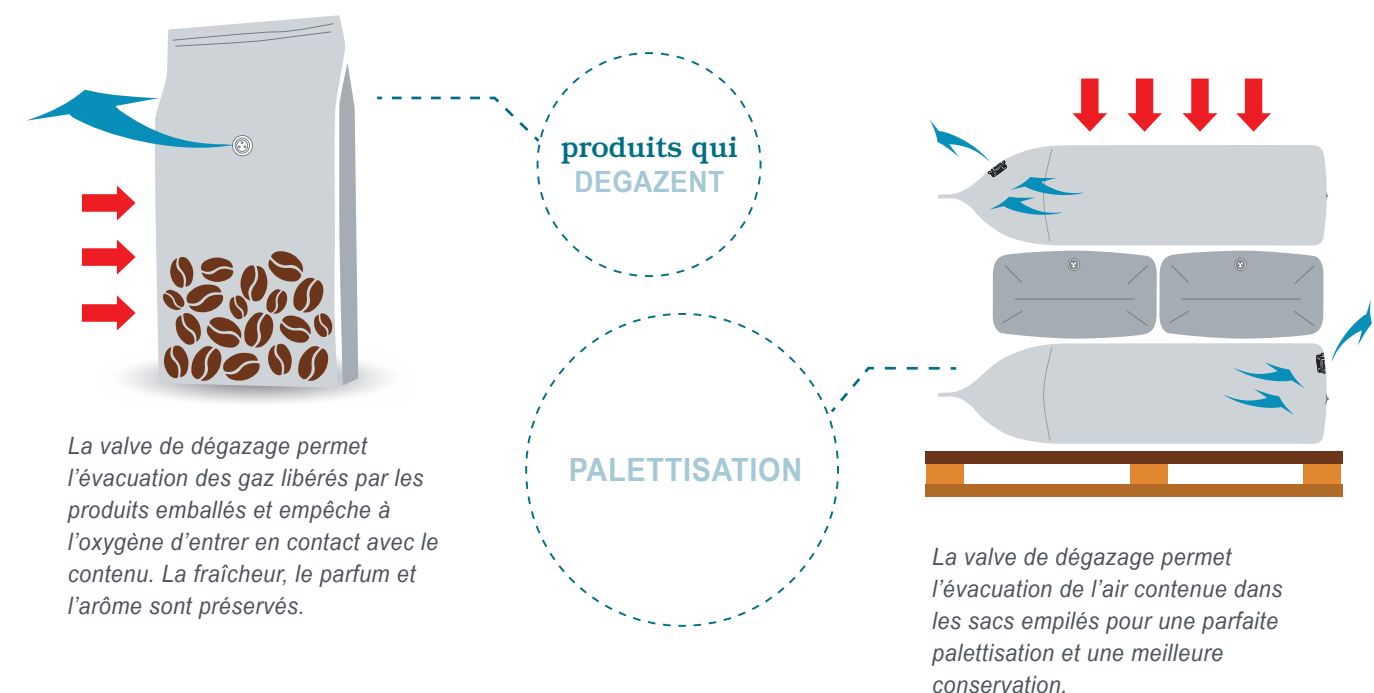 produits qui
DEGAZENT
La valve de dégazage permet
l’évacuation des gaz libérés par les
produits emballés et empêche à
l’oxygène d’entrer en contact avec le
contenu. La fraîcheur, le parfum et
l’arôme sont préservés.
PALETTISATION
La valve de dégazage permet
l’évacuation de l’air contenue dans
les sacs empilés pour une parfaite
palettisation et une meilleure
conservation.